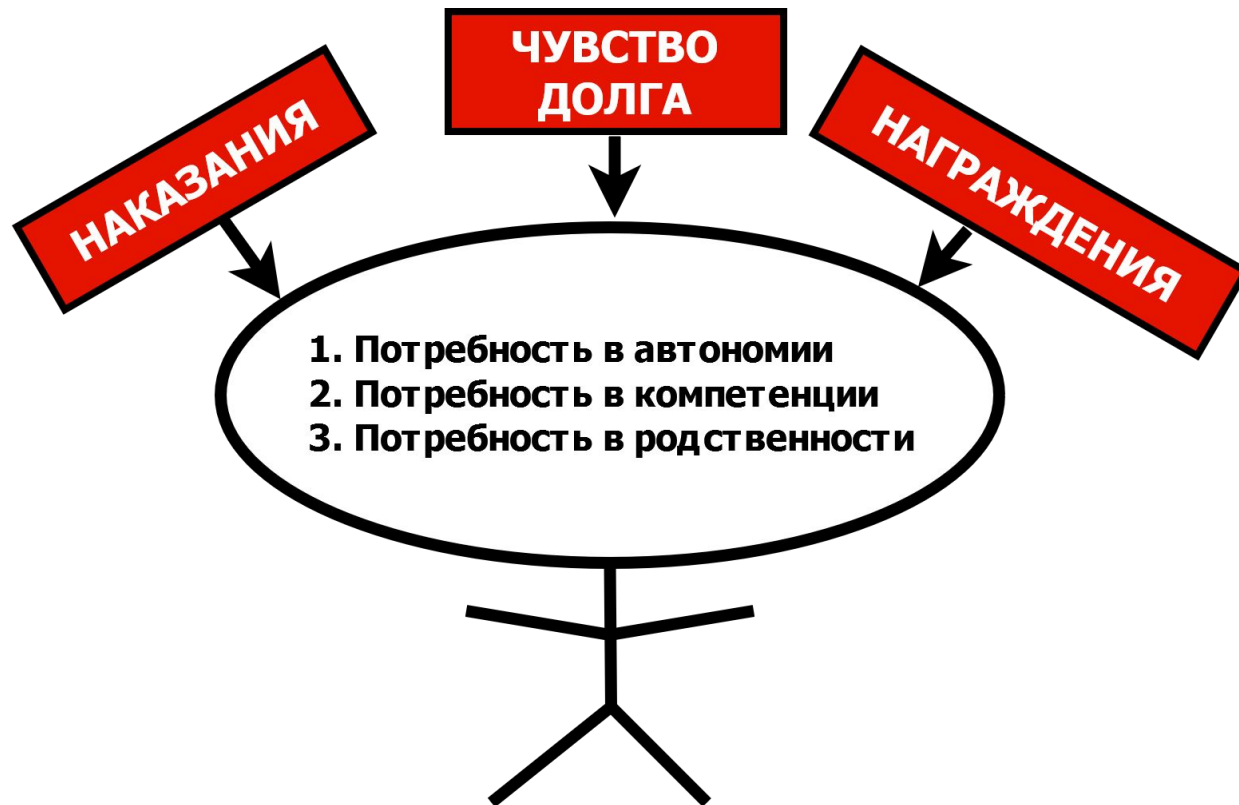 НАКАЗАНИЯ
ЧУВСТВО
ДОЛГА
НАГРАЖДЕНИЯ
1. Потребность в автономии
2. Потребность в компетенции
3. Потребность в родственности